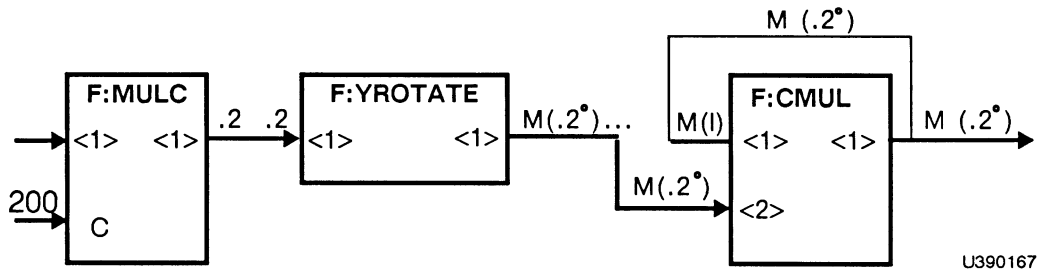 M (.2°)
F:MULC
F:YROTATE
F:CMUL
<1> <1>
.2 .2
<1> <1>
M(.2°)...
M(I)
<1> <1>
M (.2°)
200
C
M(.2°)
<2>
U390167